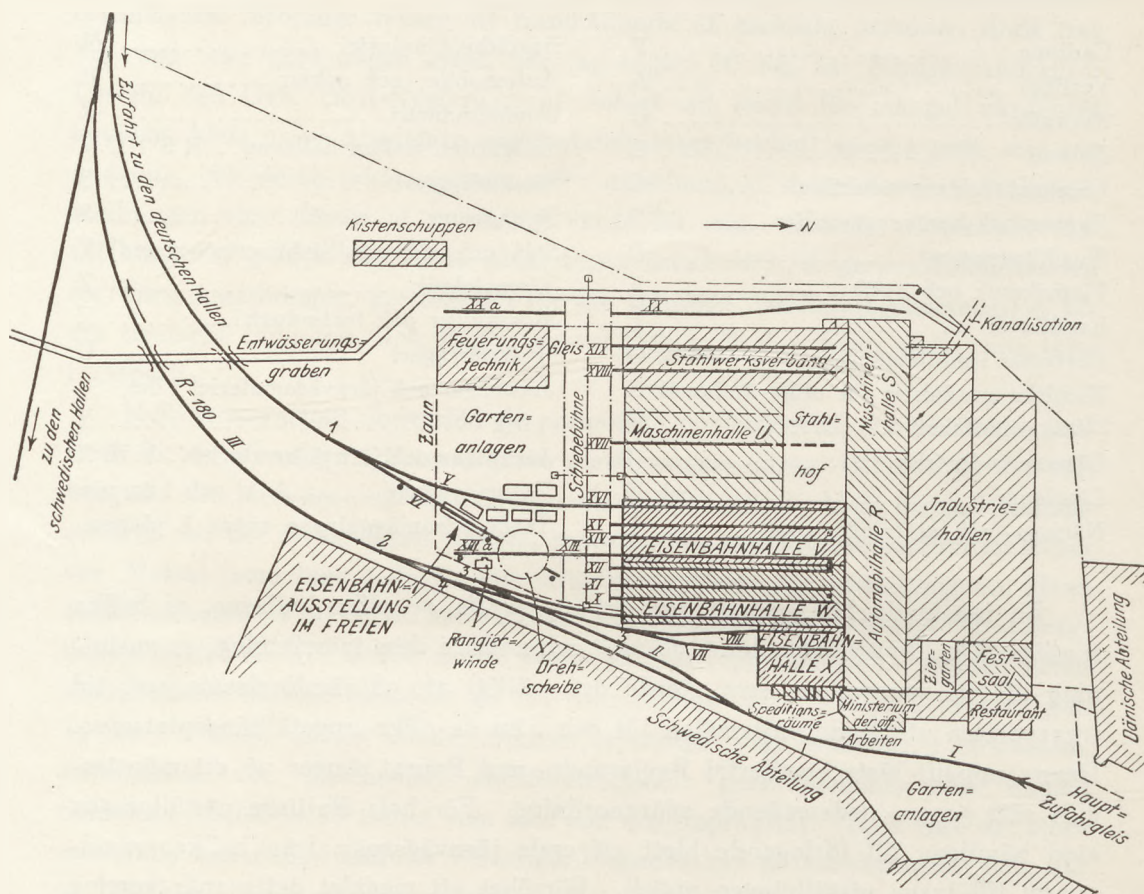 Zufahrt zu den deutschen Hallen
Kistenschuppen
N
XX a
XX
Kanalisation
Entwässerungs=
graben
Feuerungs=
technik
Gleis XIX
Stahlwerksverband
XVIII
Maschinen=
halle S
zu den
schwedischen Hallen
R=180
III
1
Zaun
Garten=
anlagen
Schiebebühne
Maschinenhalle U
Stahl=
hof
XVII
Industrie=
hallen
V
VI
XVI
XV
XIV
XIII a
XIII
EISENBAHNHALLE V
XII
XI
X
EISENBAHNHALLE W
Automobilhalle R
2
3
4
EISENBAHN=
AUSSTELLUNG
IM FREIEN
Rangier=
winde
Dreh=
scheibe
5
II
VII
VIII
EISENBAHN=
HALLE X
Zier=
garten
Fest=
saal
Restaurant
Speditions=
räume
Ministerium
der öff.
Arbeiten
Schwedische Abteilung
Dänische Abteilung
I
Garten=
anlagen
Haupt=
Zufahrgleis